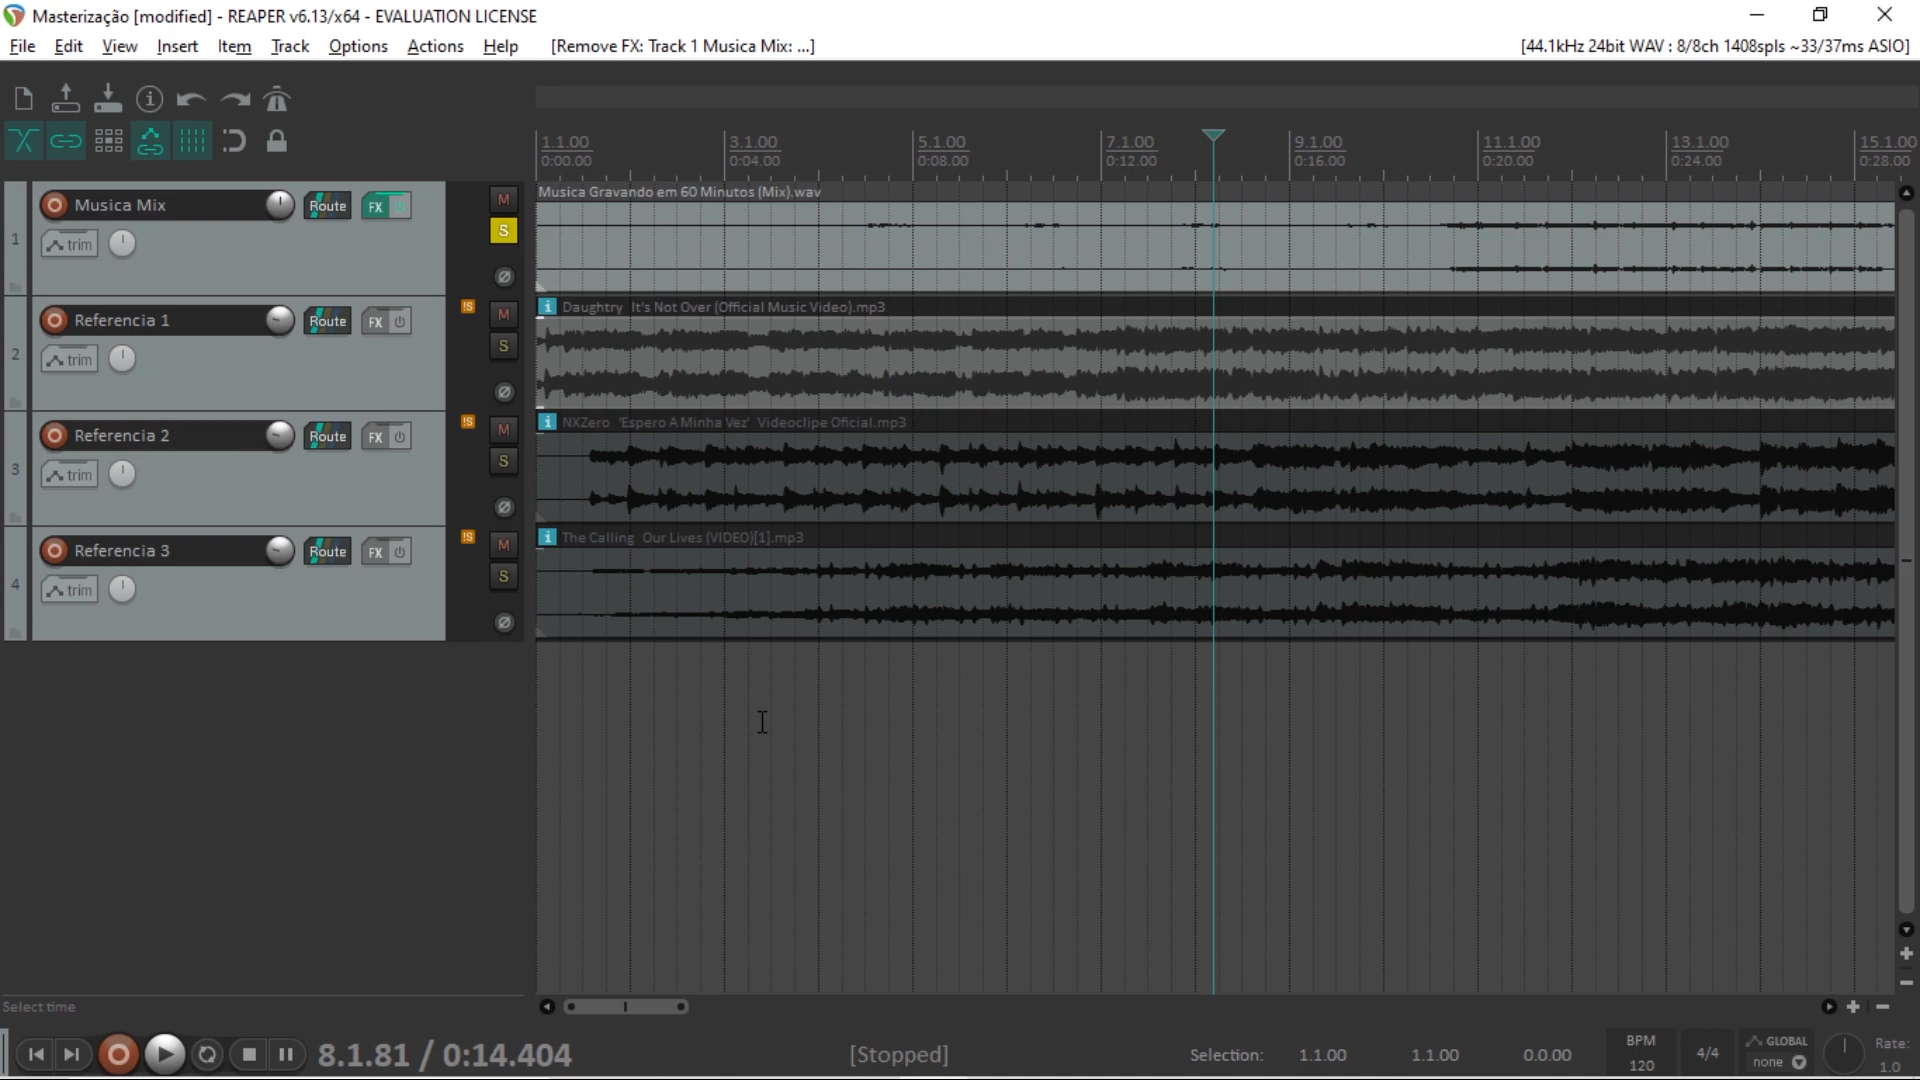 Masterização [modified] - REAPER v6.13/x64 - EVALUATION LICENSE
File Edit View Insert Item Track Options Actions Help [Remove FX: Track 1 Musica Mix: ...] [44.1kHz 24bit WAV : 8/8ch 1408spls ~33/37ms ASIO]
1.1.00 3.1.00 5.1.00 7.1.00 9.1.00 11.1.00 13.1.00 15.1.00
0:00.00 0:04.00 0:08.00 0:12.00 0:16.00 0:20.00 0:24.00 0:28.00
1 Musica Mix Route FX M
trim S
Musica Gravando em 60 Minutos (Mix).wav
2 Referencia 1 Route FX !S M
trim S
Daughtry It's Not Over (Official Music Video).mp3
3 Referencia 2 Route FX !S M
trim S
NXZero 'Espero A Minha Vez' Videoclipe Oficial.mp3
4 Referencia 3 Route FX !S M
trim S
The Calling Our Lives (VIDEO)[1].mp3
Select time
8.1.81 / 0:14.404 [Stopped] Selection: 1.1.00 1.1.00 0.0.00
BPM
120
4/4
GLOBAL
none
Rate:
1.0